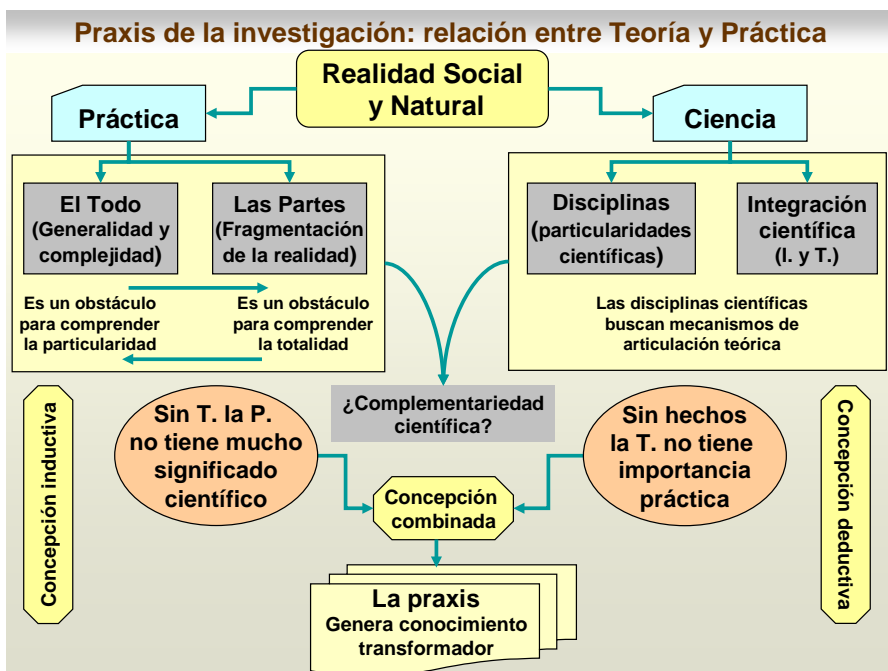 Praxis de la investigación: relación entre Teoría y Práctica
Realidad Social
y Natural
Práctica
Ciencia
El Todo
(Generalidad y
complejidad)
Las Partes
(Fragmentación
de la realidad)
Disciplinas
(particularidades
científicas)
Integración
científica
(I. y T.)
Es un obstáculo
para comprender
la particularidad
Es un obstáculo
para comprender
la totalidad
Las disciplinas científicas
buscan mecanismos de
articulación teórica
Concepción inductiva
Sin T. la P.
no tiene mucho
significado
científico
¿Complementariedad
científica?
Sin hechos
la T. no tiene
importancia
práctica
Concepción deductiva
Concepción
combinada
La praxis
Genera conocimiento
transformador